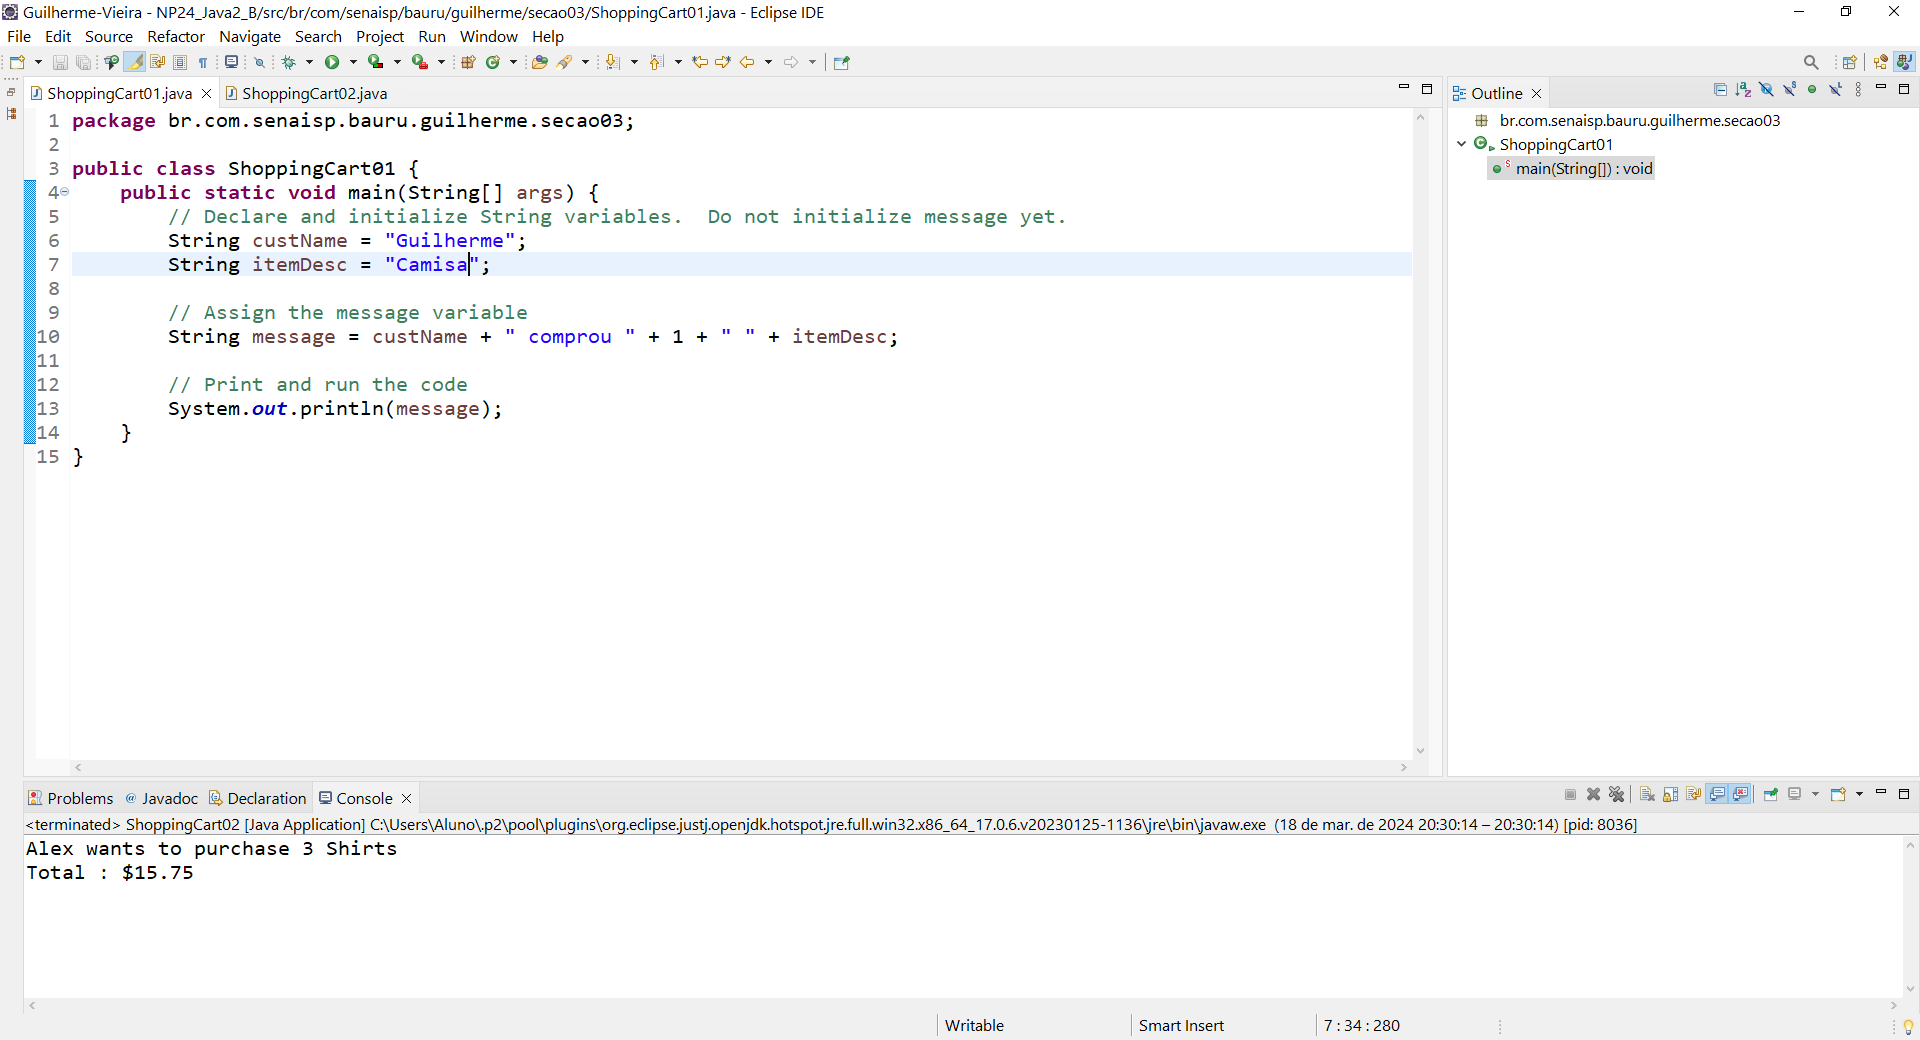 Guilherme-Vieira - NP24_Java2_B/src/br/com/senaisp/bauru/guilherme/secao03/ShoppingCart01.java - Eclipse IDE
File Edit Source Refactor Navigate Search Project Run Window Help
ShoppingCart01.java ShoppingCart02.java
1 package br.com.senaisp.bauru.guilherme.secao03;
2
3 public class ShoppingCart01 {
4 public static void main(String[] args) {
5 // Declare and initialize String variables.  Do not initialize message yet.
6 String custName = "Guilherme";
7 String itemDesc = "Camisa";
8
9 // Assign the message variable
10 String message = custName + " comprou " + 1 + " " + itemDesc;
11
12 // Print and run the code
13 System.out.println(message);
14 }
15 }
Outline
br.com.senaisp.bauru.guilherme.secao03
ShoppingCart01
main(String[]) : void
Problems @ Javadoc Declaration Console
<terminated> ShoppingCart02 [Java Application] C:\Users\Aluno\.p2\pool\plugins\org.eclipse.justj.openjdk.hotspot.jre.full.win32.x86_64_17.0.6.v20230125-1136\jre\bin\javaw.exe (18 de mar. de 2024 20:30:14 – 20:30:14) [pid: 8036]
Alex wants to purchase 3 Shirts
Total : $15.75
Writable Smart Insert 7 : 34 : 280